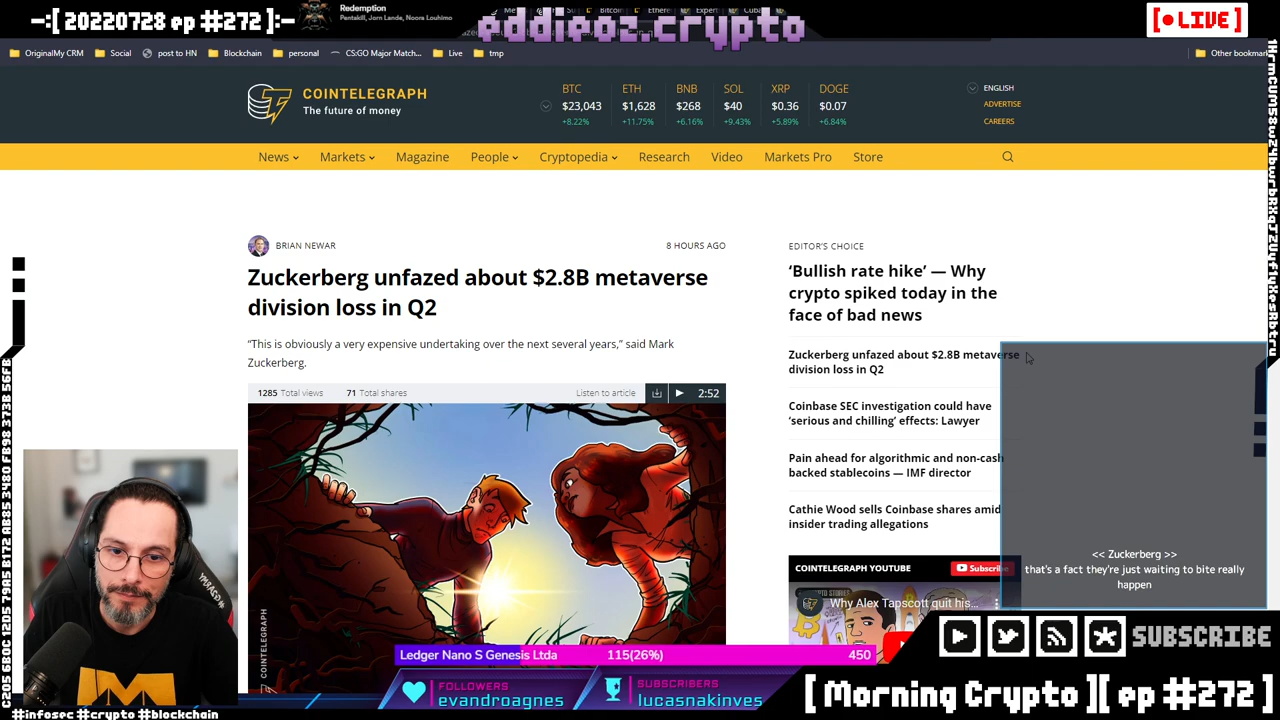 -:[ 20220728 ep #272 ]:-
Redemption
Pentakill, Jorn Lande, Noora Louhimo
eddieoz.crypto
[● LIVE]
OriginalMy CRM
Social
post to HN
Blockchain
personal
CS:GO Major Match...
Live
tmp
Other bookmar
COINTELEGRAPH
The future of money
BTC ETH BNB SOL XRP DOGE
$23,043 $1,628 $268 $40 $0.36 $0.07
+8.22% +11.75% +6.16% +9.43% +5.89% +6.84%
ENGLISH
ADVERTISE
CAREERS
News Markets Magazine People Cryptopedia Research Video Markets Pro Store
BRIAN NEWAR
8 HOURS AGO
Zuckerberg unfazed about $2.8B metaverse
division loss in Q2
“This is obviously a very expensive undertaking over the next several years,” said Mark
Zuckerberg.
1285 Total views 71 Total shares
Listen to article
2:52
COINTELEGRAPH
EDITOR’S CHOICE
‘Bullish rate hike’ — Why
crypto spiked today in the
face of bad news
Zuckerberg unfazed about $2.8B metaverse
division loss in Q2
Coinbase SEC investigation could have
‘serious and chilling’ effects: Lawyer
Pain ahead for algorithmic and non-cash
backed stablecoins — IMF director
Cathie Wood sells Coinbase shares amid
insider trading allegations
COINTELEGRAPH YOUTUBE
Subscribe
Why Alex Tapscott quit his...
<< Zuckerberg >>
that's a fact they're just waiting to bite really
happen
Ledger Nano S Genesis Ltda
115(26%)
450
FOLLOWERS
evandroagnes
SUBSCRIBERS
lucasnakinves
SUBSCRIBE
[ Morning Crypto ][ ep #272 ]
#infosec #crypto #blockchain